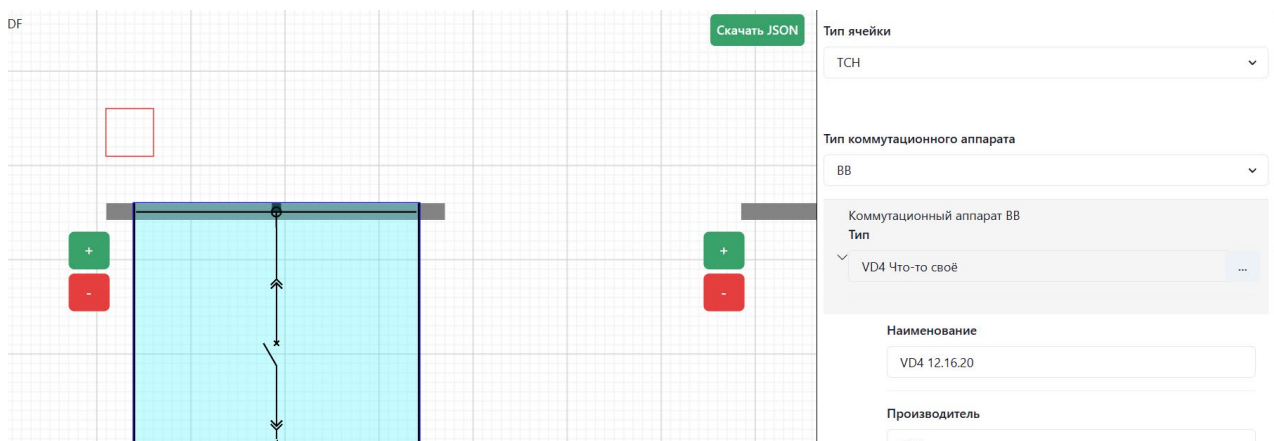 DF
Скачать JSON
Тип ячейки
ТСН
Тип коммутационного аппарата
ВВ
+
+
-
-
Коммутационный аппарат ВВ
Тип
VD4 Что-то своё
...
Наименование
VD4 12.16.20
Производитель